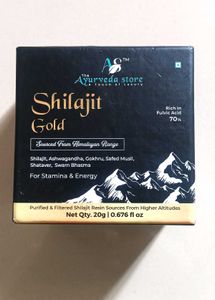 AS™
The
Ayurveda store
Touch of Luxury
Shilajit
Gold
Rich in
Fulvic Acid
70%
Sourced From Himalayan Range
Shilajit, Ashwagandha, Gokhru, Safed Musli,
Shataver, Swarn Bhasma
For Stamina & Energy
Purified & Filtered Shilajit Resin Sources From Higher Altitudes
Net Qty. 20g | 0.676 fl oz